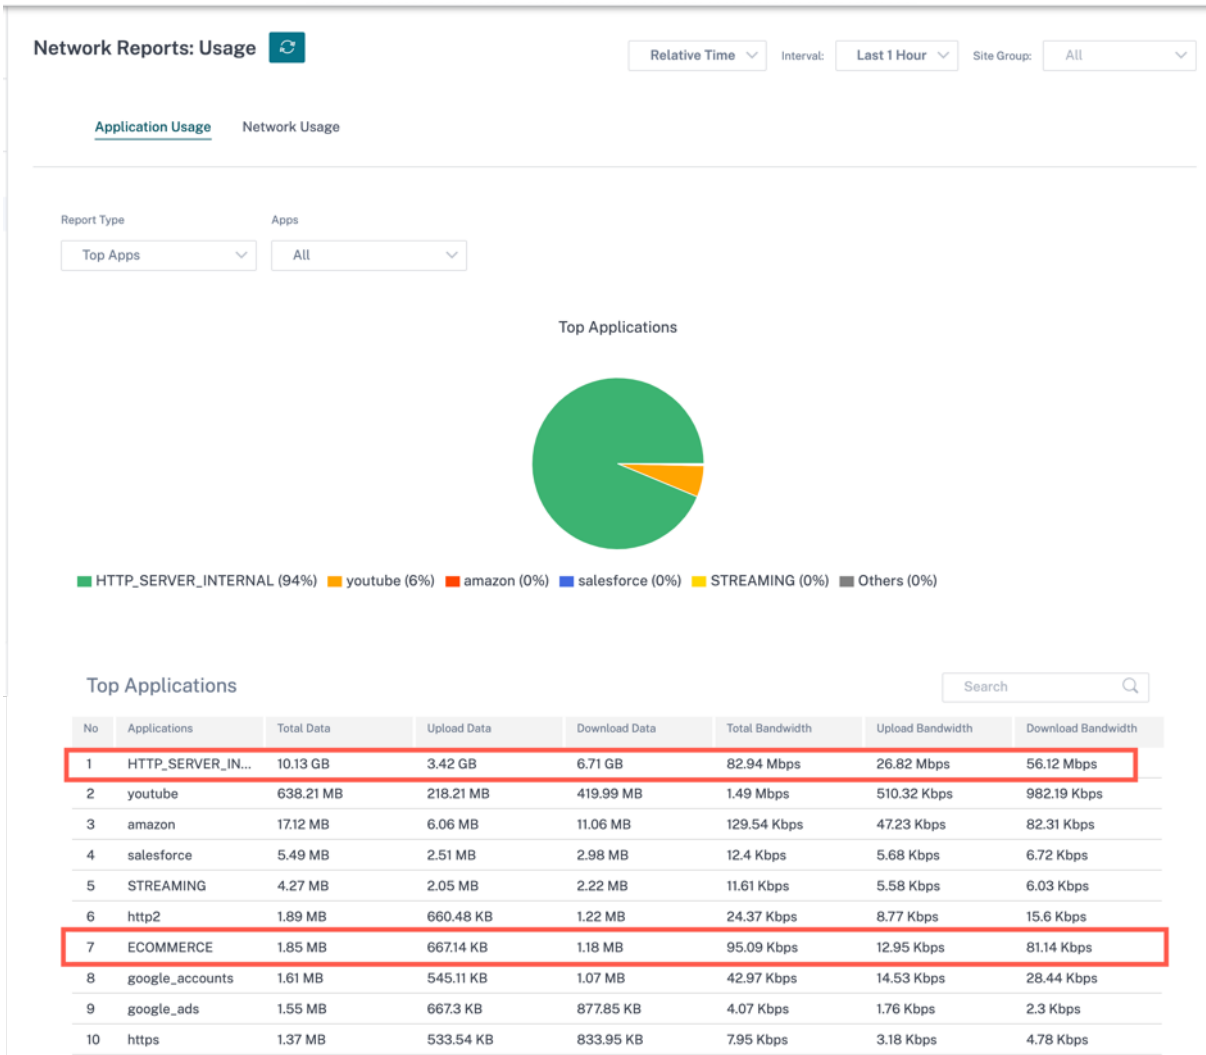 Network Reports: Usage
Relative Time Interval: Last 1 Hour Site Group: All
Application Usage Network Usage
Report Type Apps
Top Apps All
Top Applications
HTTP_SERVER_INTERNAL (94%) youtube (6%) amazon (0%) salesforce (0%) STREAMING (0%) Others (0%)
Top Applications Search
No Applications Total Data Upload Data Download Data Total Bandwidth Upload Bandwidth Download Bandwidth
1 HTTP_SERVER_IN... 10.13 GB 3.42 GB 6.71 GB 82.94 Mbps 26.82 Mbps 56.12 Mbps
2 youtube 638.21 MB 218.21 MB 419.99 MB 1.49 Mbps 510.32 Kbps 982.19 Kbps
3 amazon 17.12 MB 6.06 MB 11.06 MB 129.54 Kbps 47.23 Kbps 82.31 Kbps
4 salesforce 5.49 MB 2.51 MB 2.98 MB 12.4 Kbps 5.68 Kbps 6.72 Kbps
5 STREAMING 4.27 MB 2.05 MB 2.22 MB 11.61 Kbps 5.58 Kbps 6.03 Kbps
6 http2 1.89 MB 660.48 KB 1.22 MB 24.37 Kbps 8.77 Kbps 15.6 Kbps
7 ECOMMERCE 1.85 MB 667.14 KB 1.18 MB 95.09 Kbps 12.95 Kbps 81.14 Kbps
8 google_accounts 1.61 MB 545.11 KB 1.07 MB 42.97 Kbps 14.53 Kbps 28.44 Kbps
9 google_ads 1.55 MB 667.3 KB 877.85 KB 4.07 Kbps 1.76 Kbps 2.3 Kbps
10 https 1.37 MB 533.54 KB 833.95 KB 7.95 Kbps 3.18 Kbps 4.78 Kbps